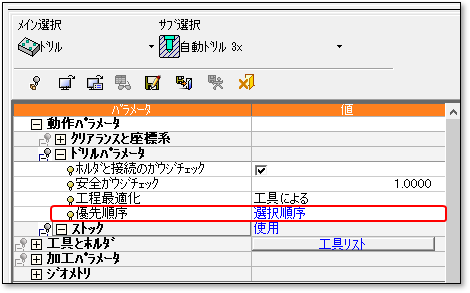 メイン選択 サブ選択
ドリル 自動ドリル 3x
パラメータ 値
動作パラメータ
クリアランスと座標系
ドリルパラメータ
ホルダと接続のガウジチェック
安全ガウジチェック 1.0000
工程最適化 工具による
優先順序 選択順序
ストック 使用
工具とホルダ 工具リスト
加工パラメータ
ジオメトリ